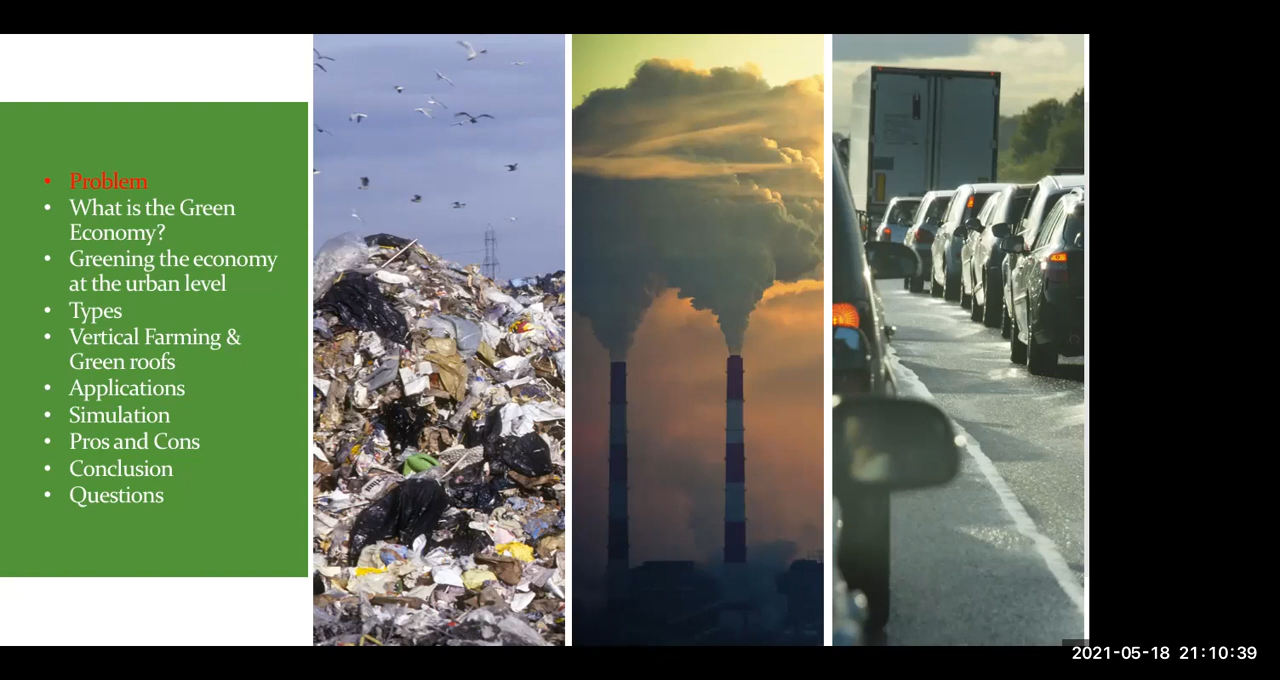 • Problem
• What is the Green
Economy?
• Greening the economy
at the urban level
• Types
• Vertical Farming &
Green roofs
• Applications
• Simulation
• Pros and Cons
• Conclusion
• Questions
2021-05-18 21:10:39